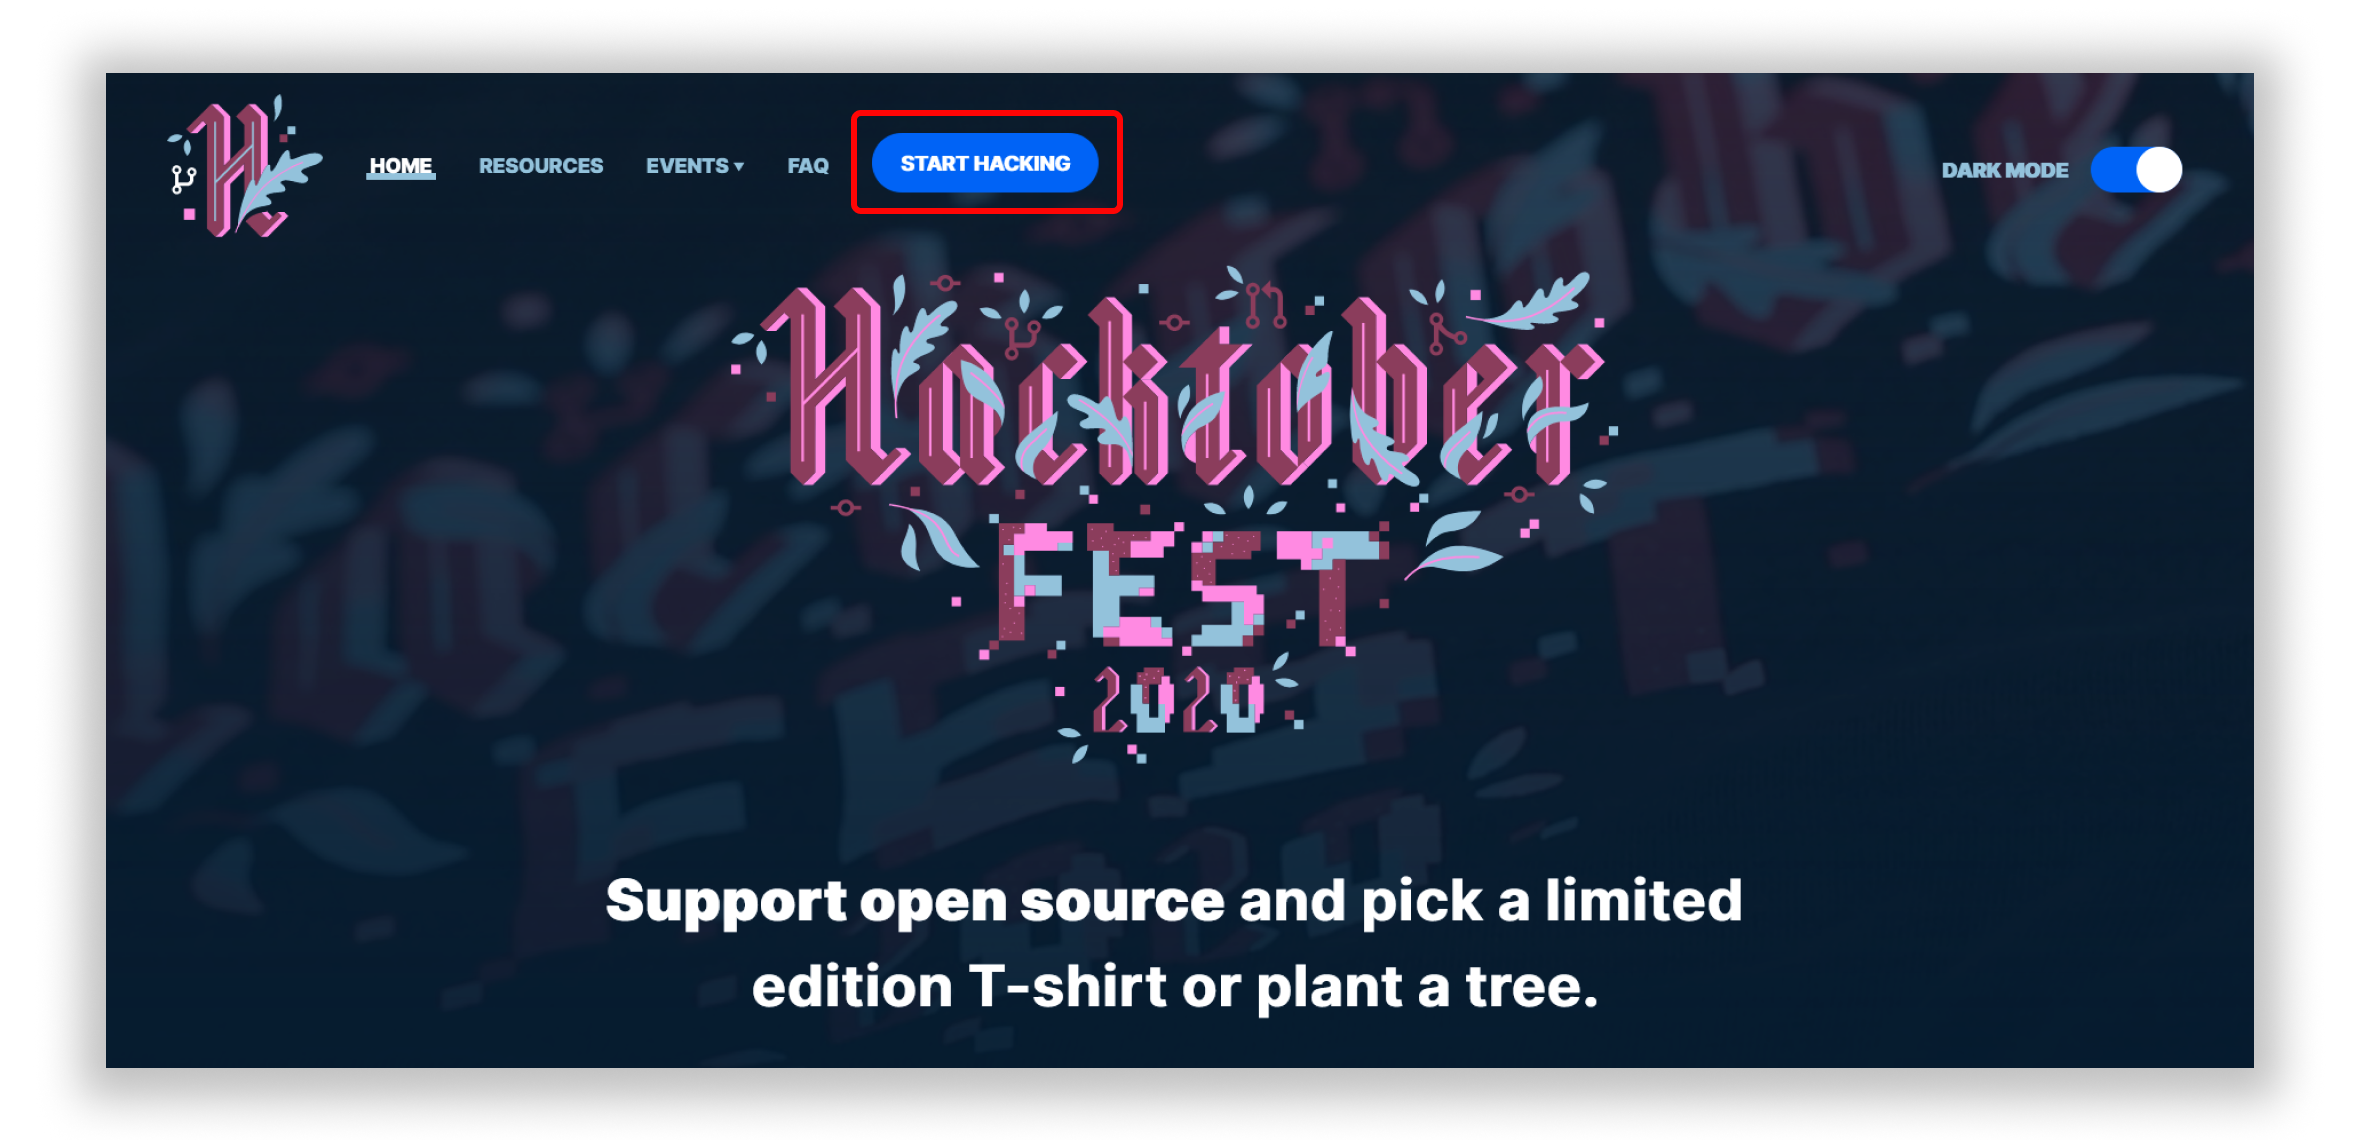 HOME RESOURCES EVENTS ▾ FAQ START HACKING DARK MODE
Hacktober
FEST
2020
Support open source and pick a limited
edition T-shirt or plant a tree.